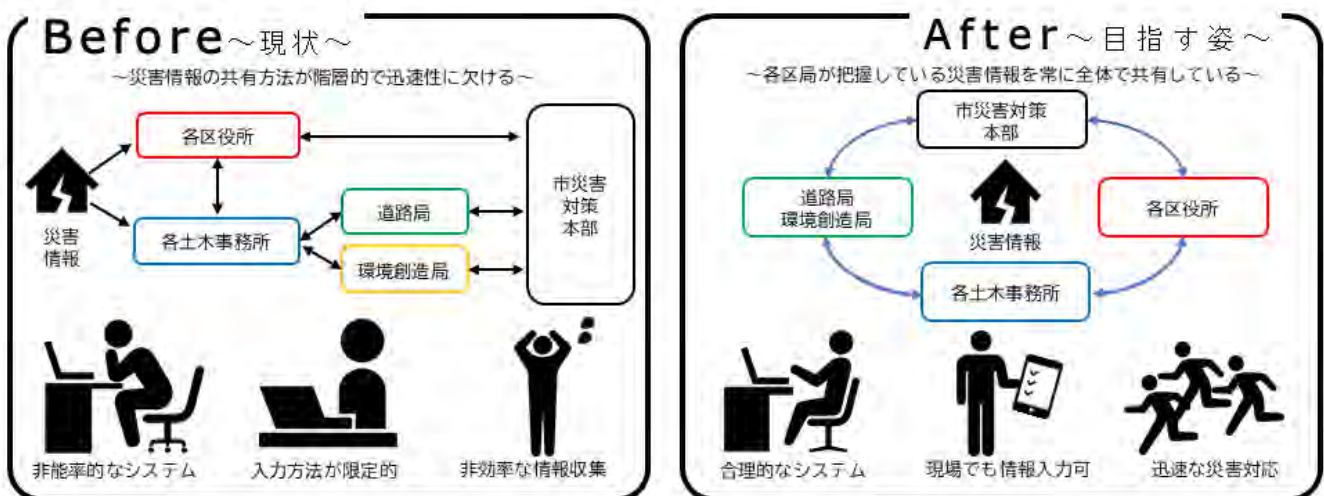 Before～現状～
～災害情報の共有方法が階層的で迅速性に欠ける～
各区役所
災害
情報
各土木事務所
道路局
環境創造局
市災害
対策
本部
非能率的なシステム
入力方法が限定的
非効率な情報収集
After～目指す姿～
～各区局が把握している災害情報を常に全体で共有している～
市災害対策
本部
道路局
環境創造局
災害情報
各区役所
各土木事務所
合理的なシステム
現場でも情報入力可
迅速な災害対応